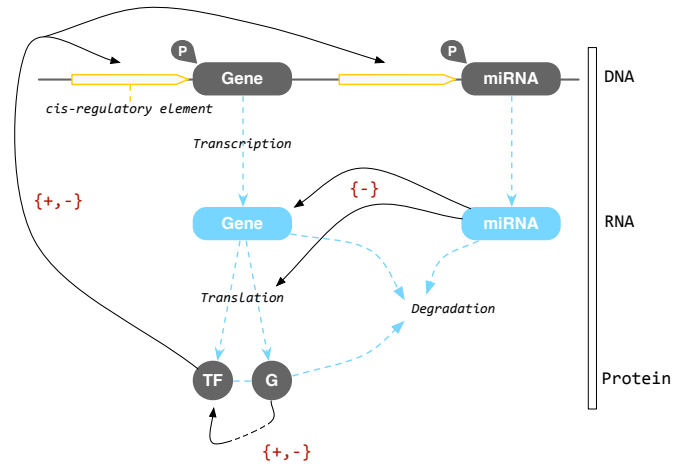 P
P
Gene
miRNA
DNA
cis-regulatory element
Transcription
{+,-}
{-}
Gene
miRNA
RNA
Translation
Degradation
TF
G
Protein
{+,-}